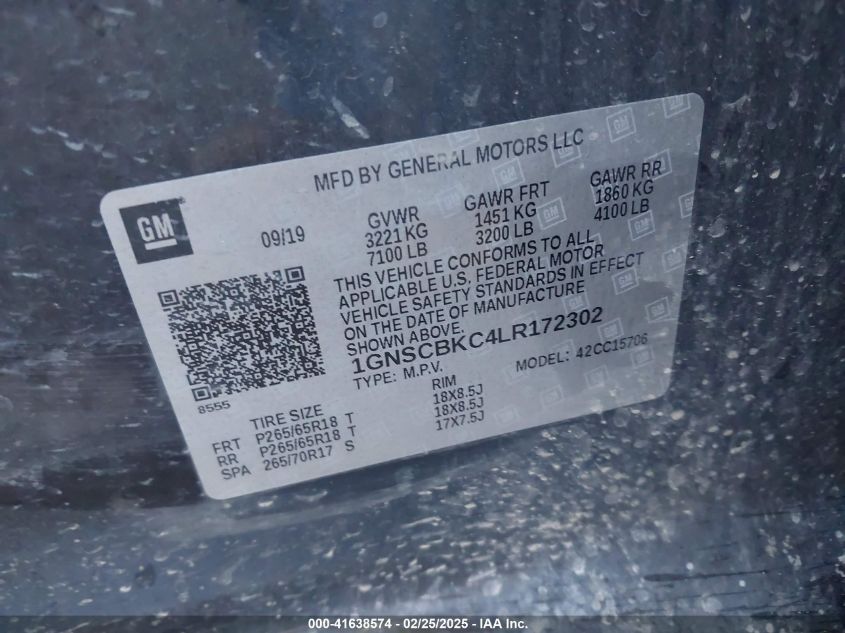 MFD BY GENERAL MOTORS LLC
GM
09/19
GVWR GAWR FRT GAWR RR
3221 KG 1451 KG 1860 KG
7100 LB 3200 LB 4100 LB
THIS VEHICLE CONFORMS TO ALL
APPLICABLE U.S. FEDERAL MOTOR
VEHICLE SAFETY STANDARDS IN EFFECT
ON THE DATE OF MANUFACTURE
SHOWN ABOVE.
1GNSCBKC4LR172302
TYPE: M.P.V. MODEL: 42CC15706
8555
TIRE SIZE RIM
FRT P265/65R18 T 18X8.5J
RR P265/65R18 T 18X8.5J
SPA 265/70R17 S 17X7.5J
000-41638574 - 02/25/2025 - IAA Inc.